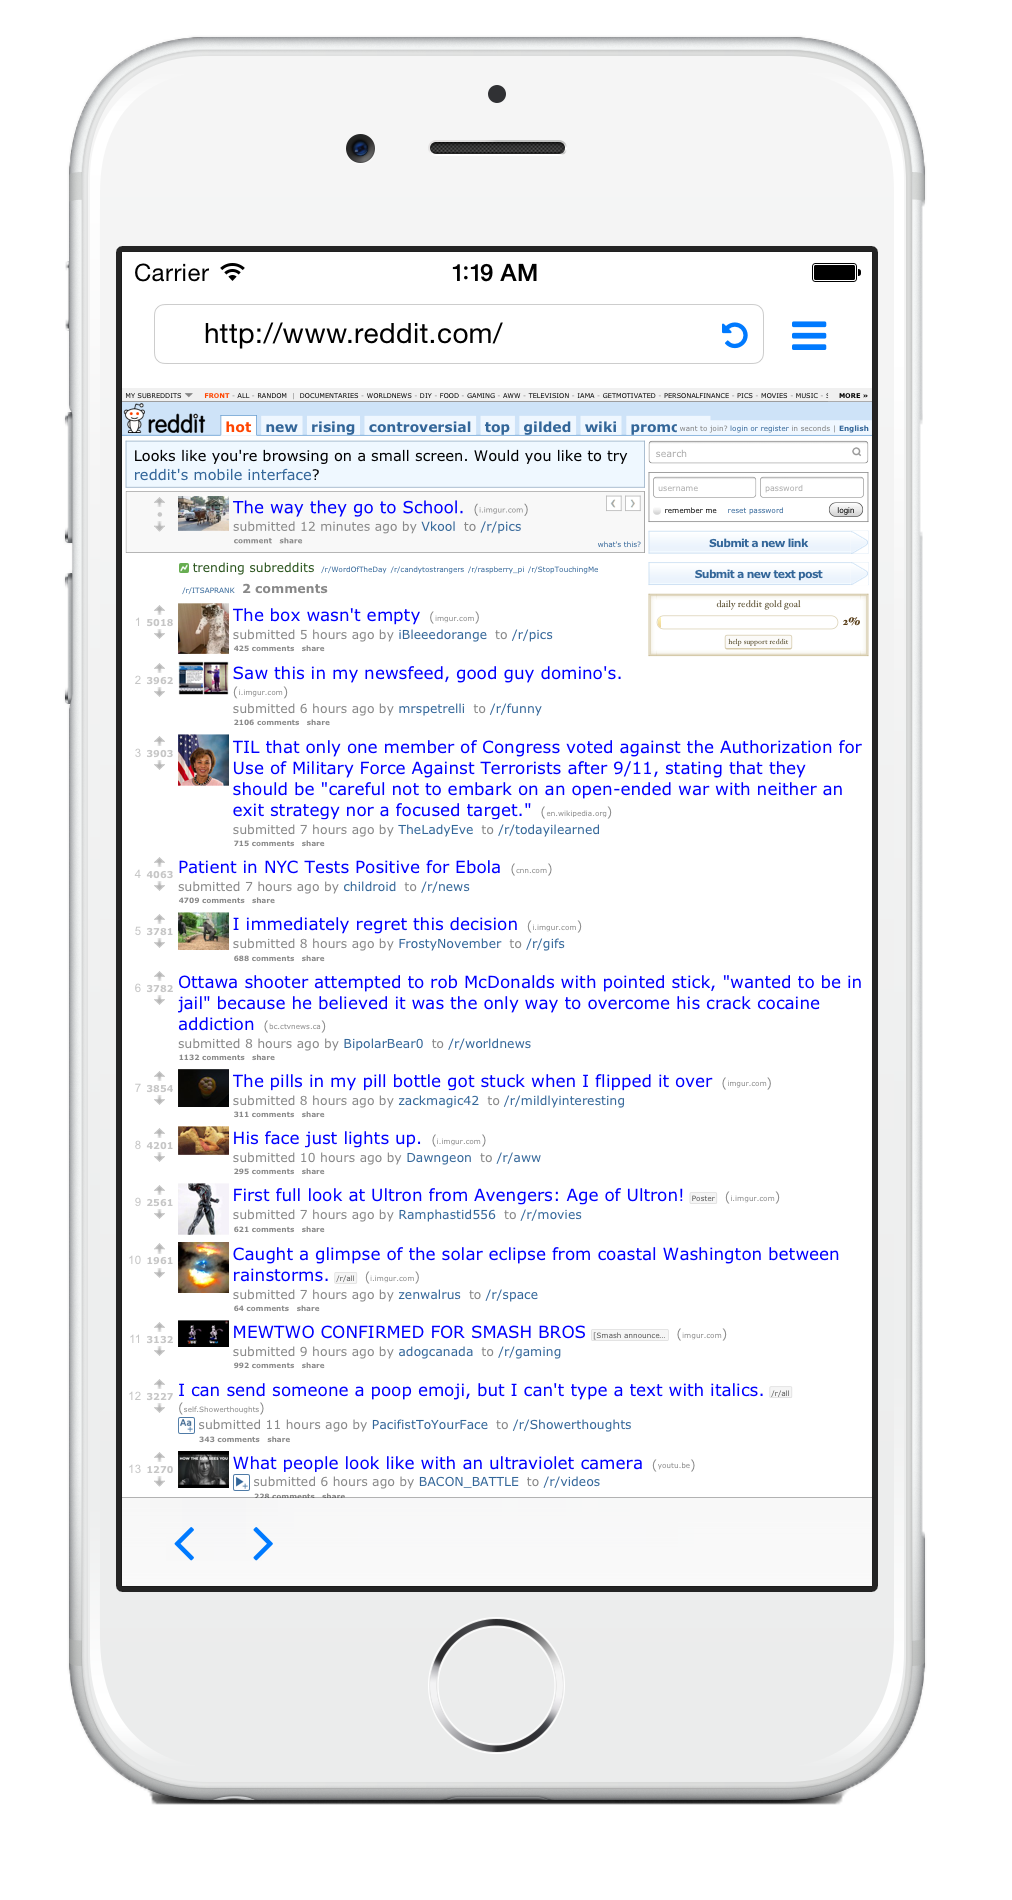 Carrier 1:19 AM
http://www.reddit.com/
MY SUBREDDITS FRONT - ALL - RANDOM | DOCUMENTARIES - WORLDNEWS - DIY - FOOD - GAMING - AWW - TELEVISION - IAMA - GETMOTIVATED - PERSONALFINANCE - PICS - MOVIES - MUSIC - MORE »
reddit hot new rising controversial top gilded wiki promo want to join? login or register in seconds | English
Looks like you're browsing on a small screen. Would you like to try
reddit's mobile interface?
search
username password
remember me reset password login
Submit a new link
Submit a new text post
daily reddit gold goal
2%
help support reddit
The way they go to School. (i.imgur.com)
submitted 12 minutes ago by Vkool to /r/pics
comment share
what's this?
trending subreddits /r/WordOfTheDay /r/candytostrangers /r/raspberry_pi /r/StopTouchingMe
/r/ITSAPRANK 2 comments
The box wasn't empty (imgur.com)
1 5018 submitted 5 hours ago by iBleeedorange to /r/pics
425 comments share
Saw this in my newsfeed, good guy domino's.
2 3962 (i.imgur.com)
submitted 6 hours ago by mrspetrelli to /r/funny
2106 comments share
TIL that only one member of Congress voted against the Authorization for
3 3903 Use of Military Force Against Terrorists after 9/11, stating that they
should be "careful not to embark on an open-ended war with neither an
exit strategy nor a focused target." (en.wikipedia.org)
submitted 7 hours ago by TheLadyEve to /r/todayilearned
715 comments share
4 4063 Patient in NYC Tests Positive for Ebola (cnn.com)
submitted 7 hours ago by childroid to /r/news
4709 comments share
5 3781 I immediately regret this decision (i.imgur.com)
submitted 8 hours ago by FrostyNovember to /r/gifs
688 comments share
6 3782 Ottawa shooter attempted to rob McDonalds with pointed stick, "wanted to be in
jail" because he believed it was the only way to overcome his crack cocaine
addiction (bc.ctvnews.ca)
submitted 8 hours ago by BipolarBear0 to /r/worldnews
1132 comments share
7 3854 The pills in my pill bottle got stuck when I flipped it over (imgur.com)
submitted 8 hours ago by zackmagic42 to /r/mildlyinteresting
311 comments share
8 4201 His face just lights up. (i.imgur.com)
submitted 10 hours ago by Dawngeon to /r/aww
295 comments share
9 2561 First full look at Ultron from Avengers: Age of Ultron! Poster (i.imgur.com)
submitted 7 hours ago by Ramphastid556 to /r/movies
621 comments share
10 1961 Caught a glimpse of the solar eclipse from coastal Washington between
rainstorms. /r/all (i.imgur.com)
submitted 7 hours ago by zenwalrus to /r/space
64 comments share
11 3132 MEWTWO CONFIRMED FOR SMASH BROS [Smash announce... (imgur.com)
submitted 9 hours ago by adogcanada to /r/gaming
992 comments share
12 3227 I can send someone a poop emoji, but I can't type a text with italics. /r/all
(self.Showerthoughts)
Aa+ submitted 11 hours ago by PacifistToYourFace to /r/Showerthoughts
343 comments share
13 1270 What people look like with an ultraviolet camera (youtu.be)
submitted 6 hours ago by BACON_BATTLE to /r/videos
228 comments share